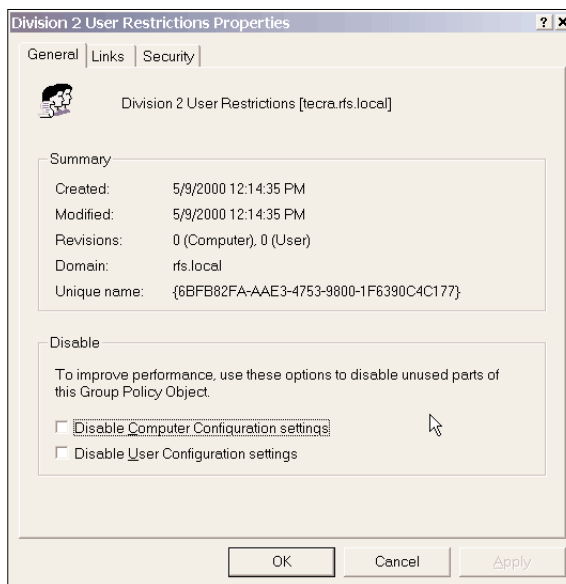 Division 2 User Restrictions Properties
General Links Security
Division 2 User Restrictions [tecra.rfs.local]
Summary
Created: 5/9/2000 12:14:35 PM
Modified: 5/9/2000 12:14:35 PM
Revisions: 0 (Computer), 0 (User)
Domain: rfs.local
Unique name: {6BFB82FA-AAE3-4753-9800-1F6390C4C177}
Disable
To improve performance, use these options to disable unused parts of
this Group Policy Object.
Disable Computer Configuration settings
Disable User Configuration settings
OK Cancel Apply